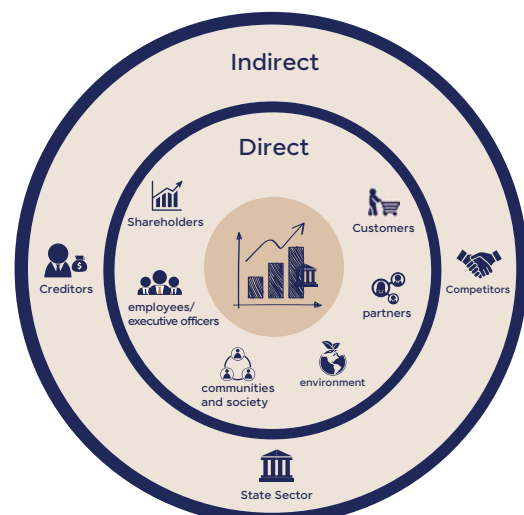 Indirect
Direct
Shareholders
Customers
Creditors
Competitors
employees/
executive officers
partners
communities
and society
environment
State Sector
$